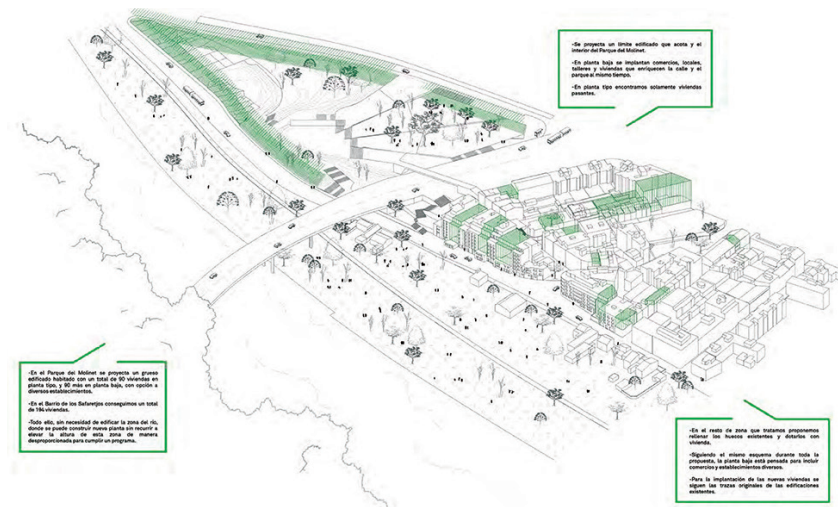 -Se proyecta un límite edificado que acota y el
interior del Parque del Molinet.
-En planta baja se implantan comercios, locales,
talleres y viviendas que enriquecen la calle y el
parque al mismo tiempo.
-En planta tipo encontramos solamente viviendas
pasantes.
-En el Parque del Molinet se proyecta un grueso
edificado habitado con un total de 90 viviendas en
planta tipo, y 90 más en planta baja, con opción a
diversos establecimientos.
-En el Barrio de los Safaretjos conseguimos un total
de 194 viviendas.
-Todo ello, sin necesidad de edificar la zona del río,
donde se puede construir nueva planta sin recurrir a
elevar la altura de esta zona de manera
desproporcionada para cumplir un programa.
-En el resto de zona que tratamos proponemos
rellenar los huecos existentes y dotarlos con
vivienda.
-Siguiendo el mismo esquema durante toda la
propuesta, la planta baja está pensada para incluir
comercios y establecimientos diversos.
-Para la implantación de las nuevas viviendas se
siguen las trazas originales de las edificaciones
existentes.